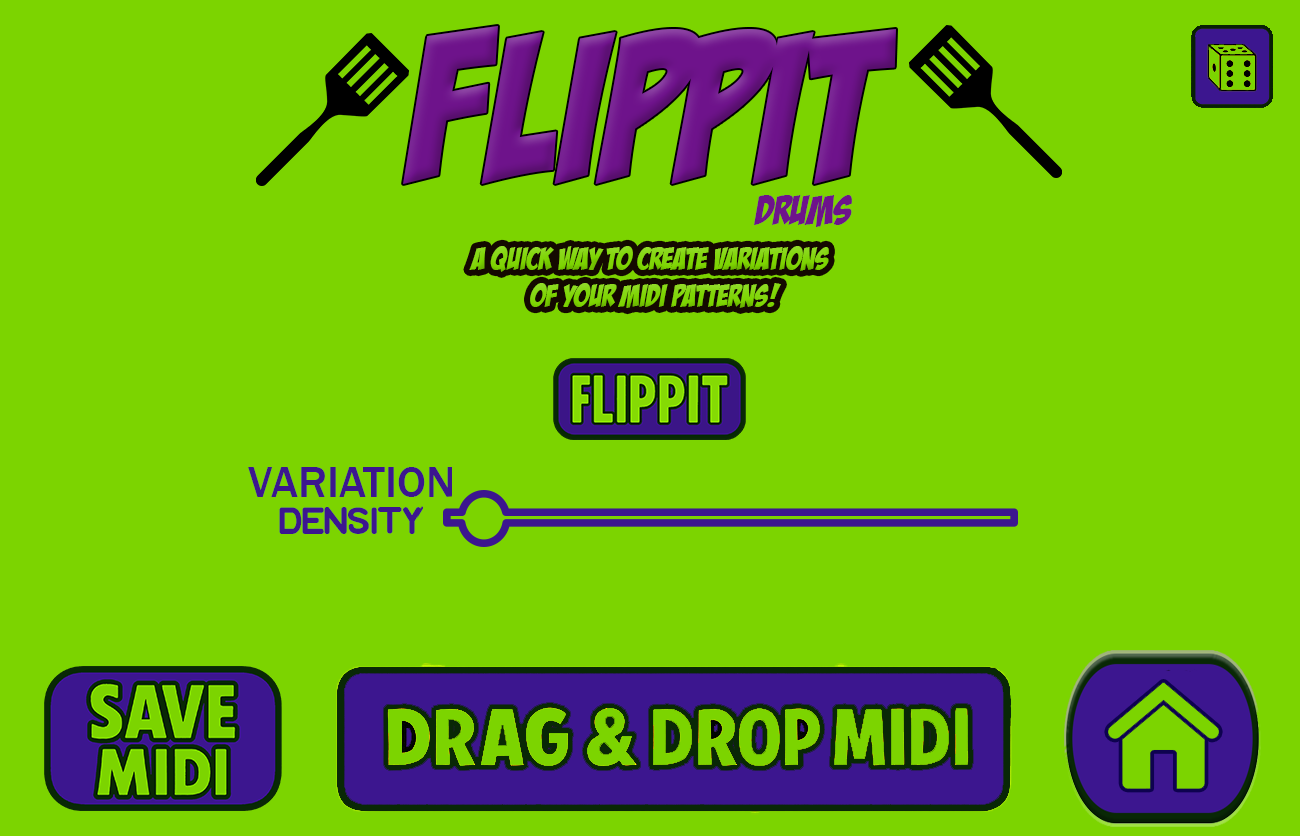 FLIPPIT
DRUMS
A QUICK WAY TO CREATE VARIATIONS
OF YOUR MIDI PATTERNS!
FLIPPIT
VARIATION
DENSITY
SAVE
MIDI
DRAG & DROP MIDI